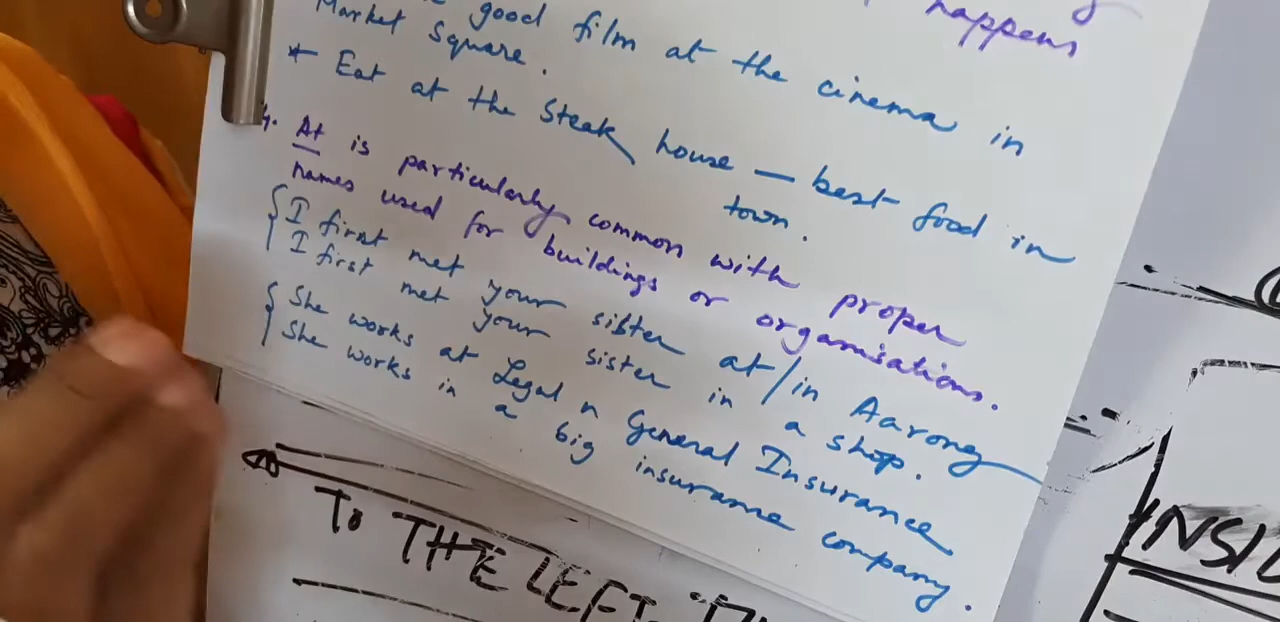 happens
good film at the cinema in
Market Square.
* Eat at the Steak house — best food in
town.
4. At is particularly common with proper
names used for buildings or organisations.
I first met your sister at/in Aarong
I first met your sister in a shop.
She works at Legal n General Insurance
She works in a big insurance company.
TO THE LEFT